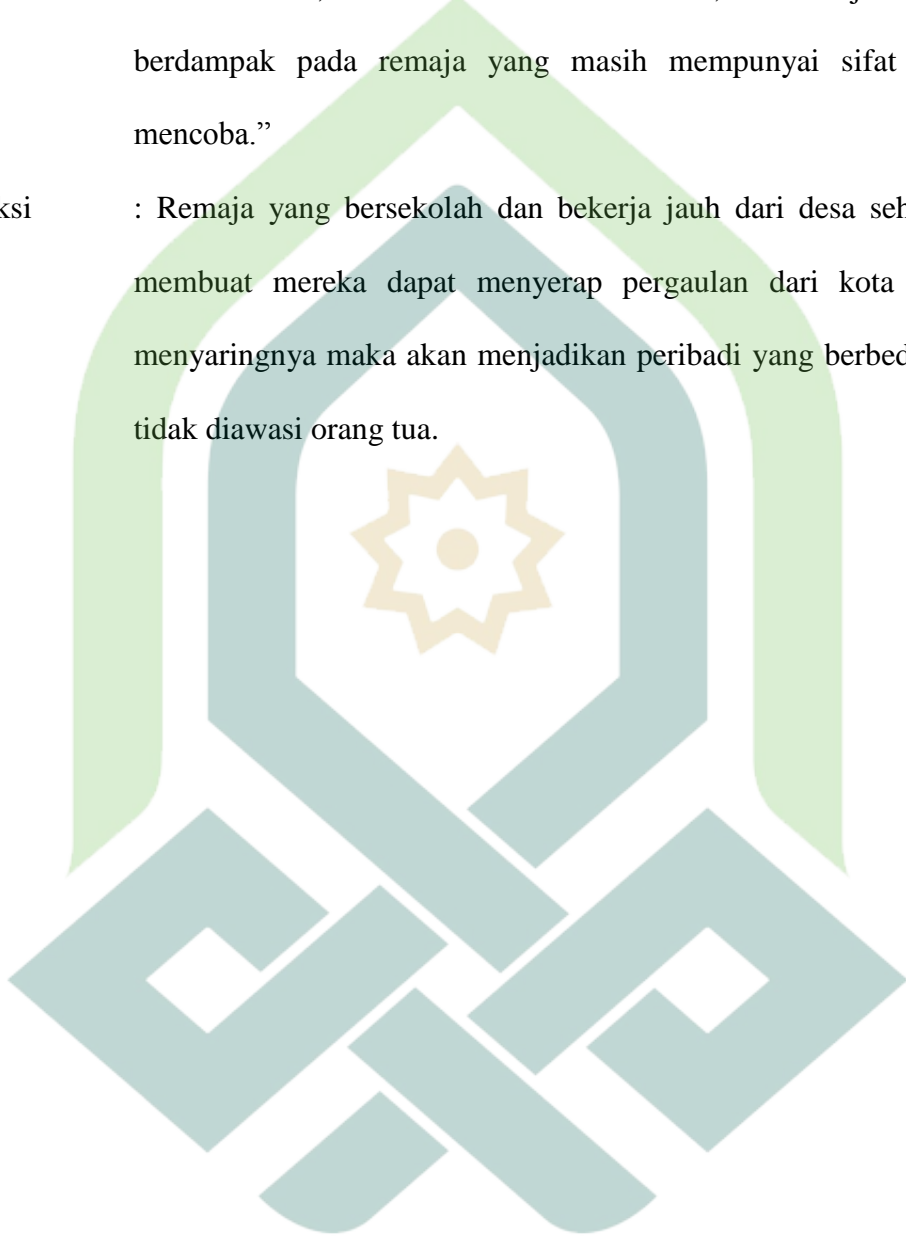 berdampak pada remaja yang masih mempunyai sifat
mencoba.”
ksi : Remaja yang bersekolah dan bekerja jauh dari desa seh
membuat mereka dapat menyerap pergaulan dari kota
menyaringnya maka akan menjadikan peribadi yang berbed
tidak diawasi orang tua.